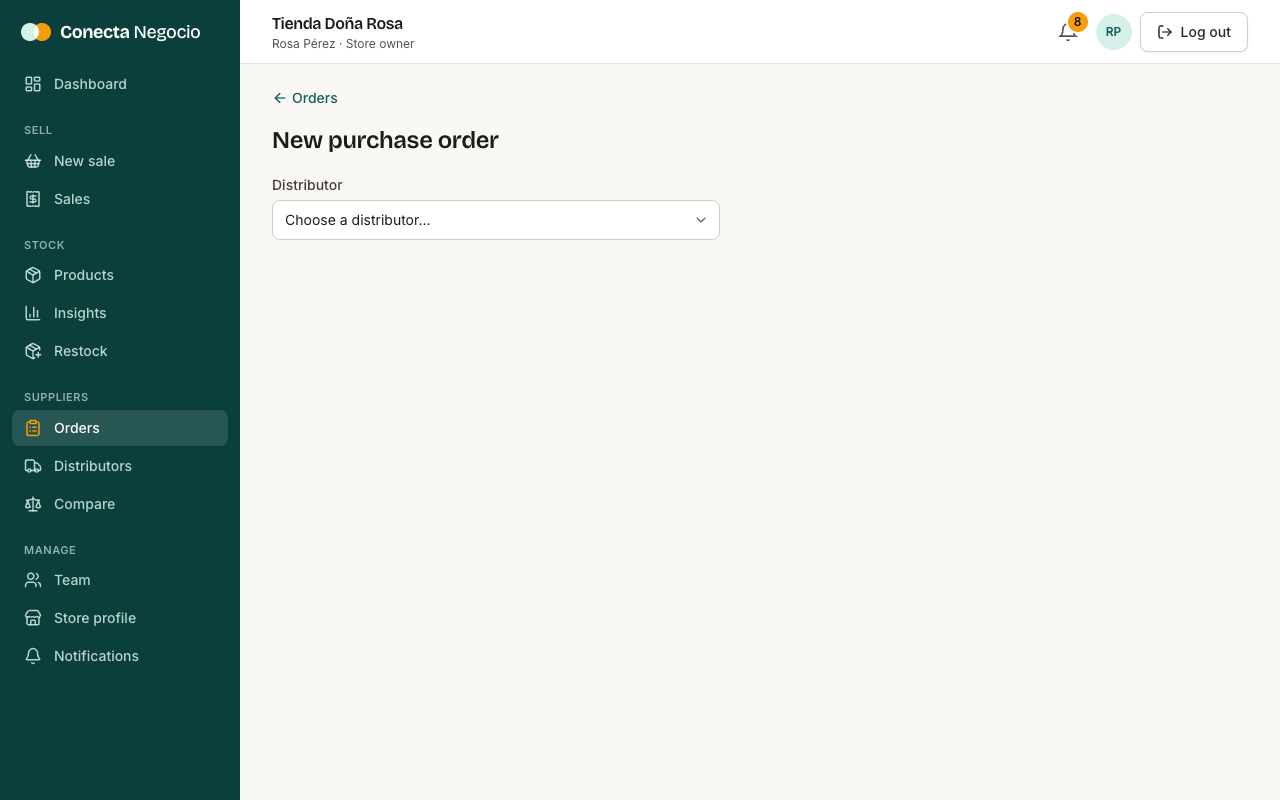 Conecta Negocio
Dashboard
SELL
New sale
Sales
STOCK
Products
Insights
Restock
SUPPLIERS
Orders
Distributors
Compare
MANAGE
Team
Store profile
Notifications
Tienda Doña Rosa
Rosa Pérez · Store owner
8
RP
Log out
Orders
New purchase order
Distributor
Choose a distributor...